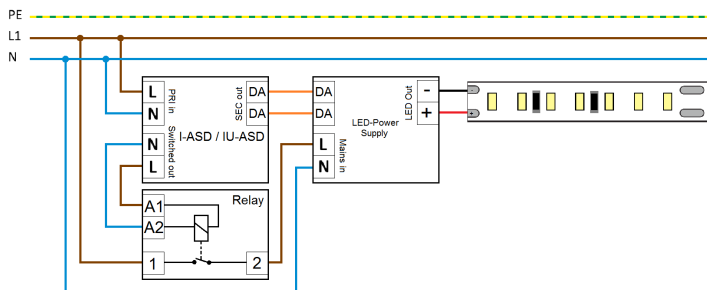 PE
L1
N
L
N
PRI in
SEC out
DA
DA
I-ASD / IU-ASD
N
L
Switched out
DA
DA
LED-Power
Supply
L
N
Mains in
-
+
LED Out
-
+
Relay
A1
A2
1
2